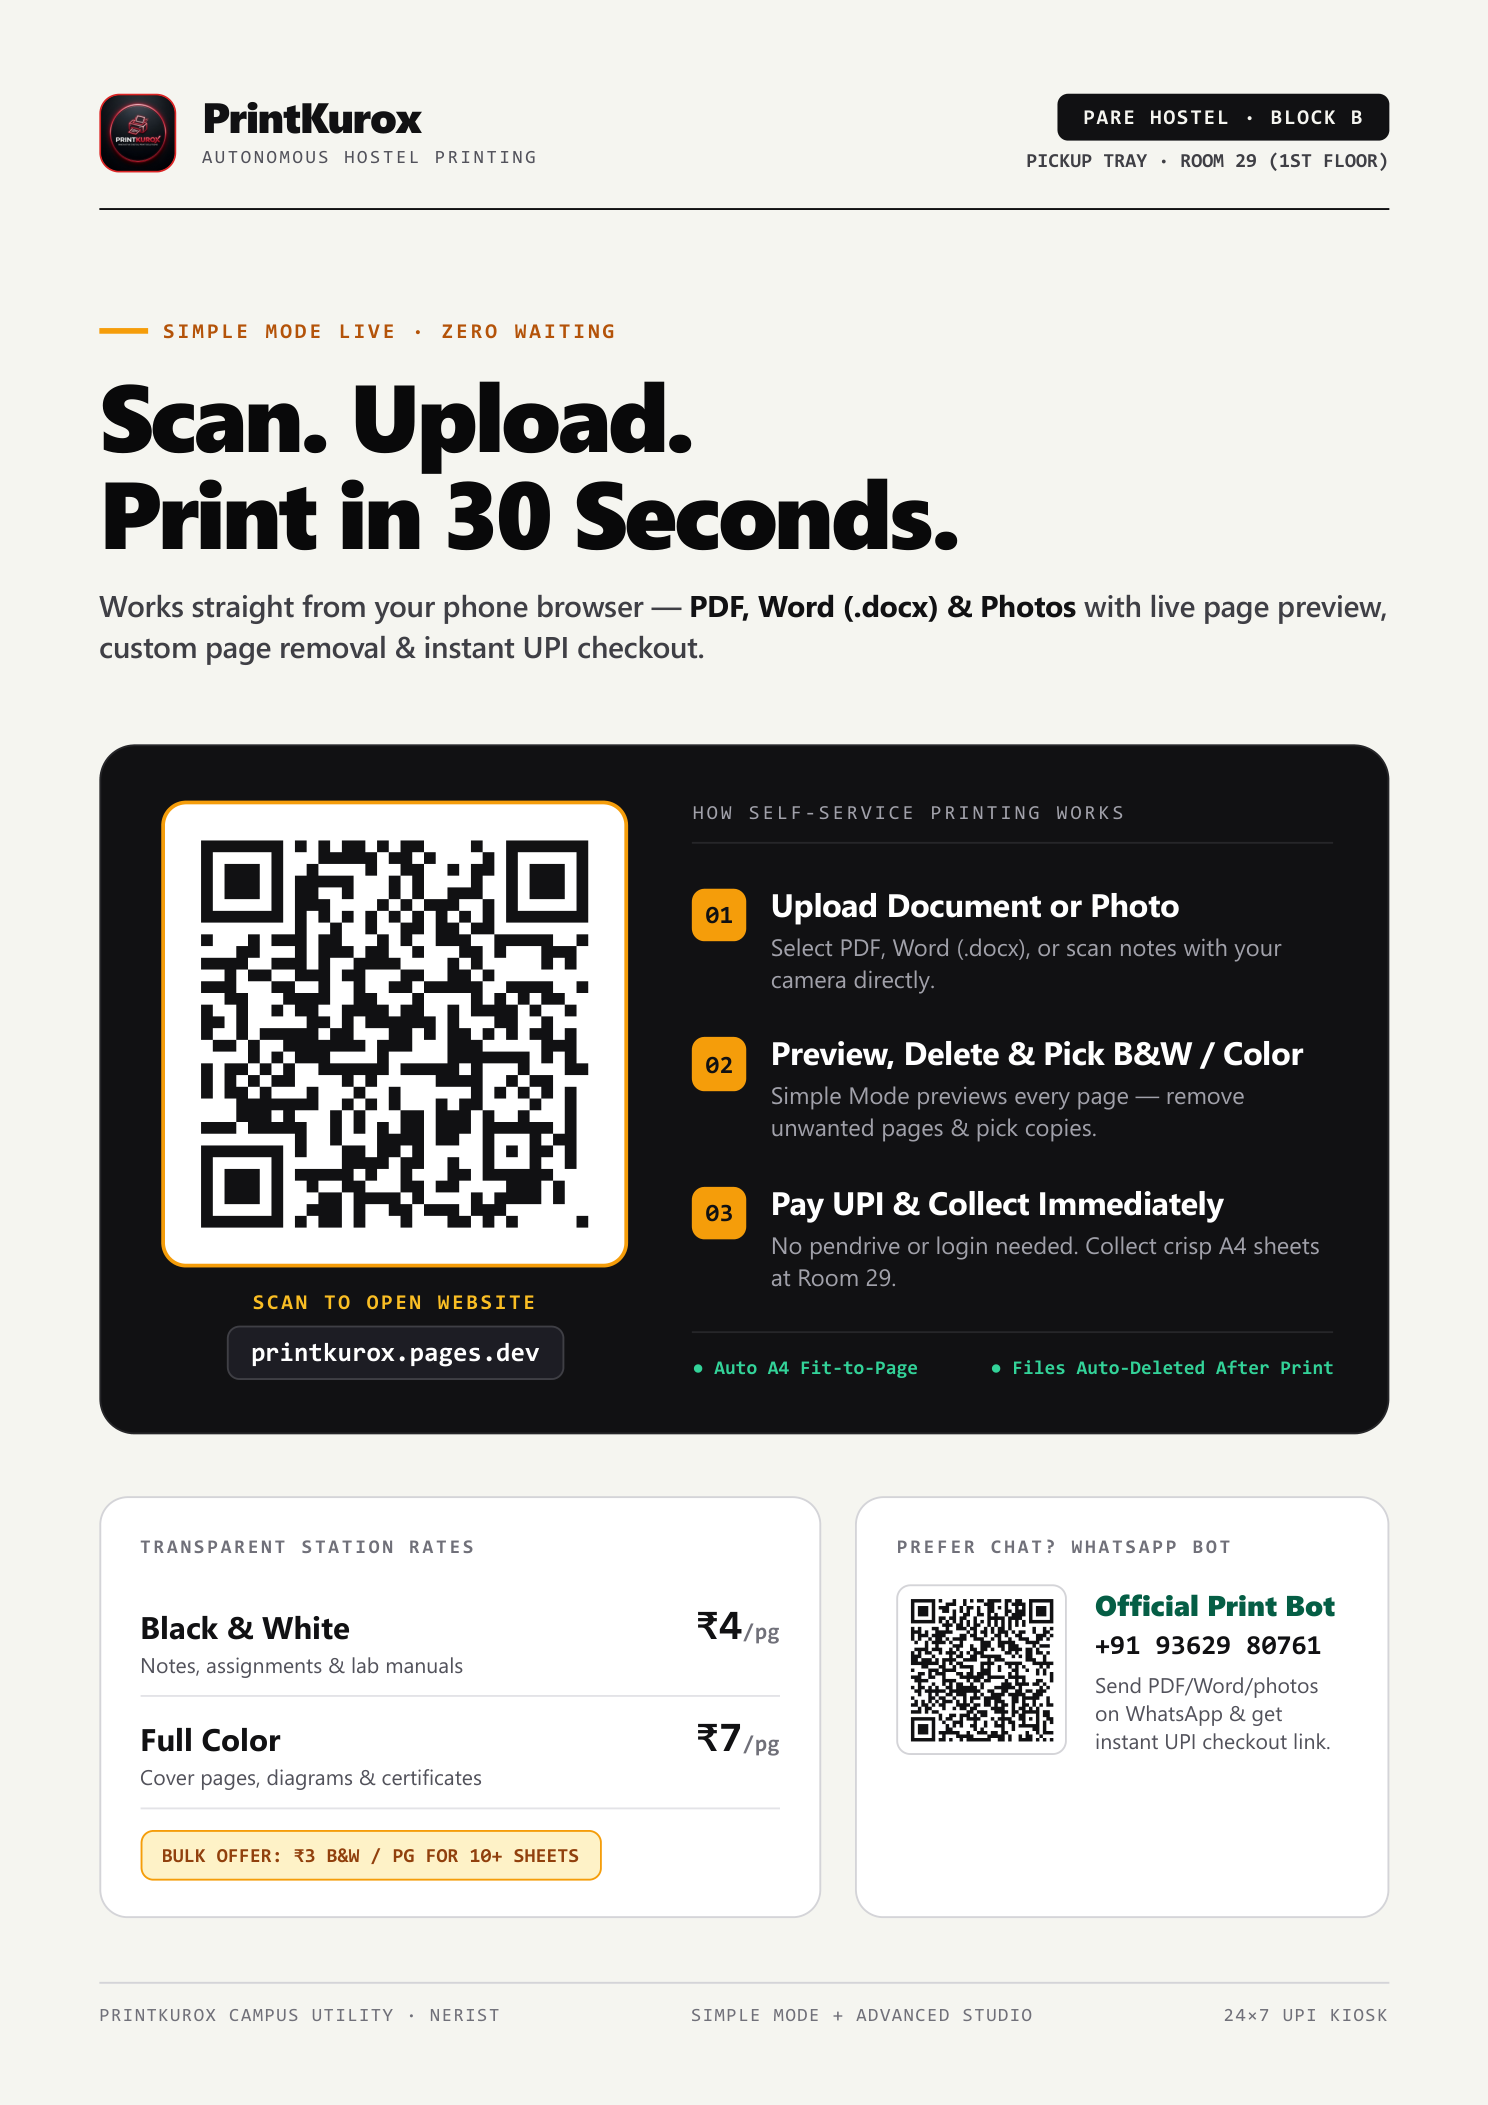 PRINTKUROX
PrintKurox
AUTONOMOUS HOSTEL PRINTING
PARE HOSTEL · BLOCK B
PICKUP TRAY · ROOM 29 (1ST FLOOR)
SIMPLE MODE LIVE · ZERO WAITING
Scan. Upload.
Print in 30 Seconds.
Works straight from your phone browser — PDF, Word (.docx) & Photos with live page preview,
custom page removal & instant UPI checkout.
SCAN TO OPEN WEBSITE
printkurox.pages.dev
HOW SELF-SERVICE PRINTING WORKS
01
Upload Document or Photo
Select PDF, Word (.docx), or scan notes with your
camera directly.
02
Preview, Delete & Pick B&W / Color
Simple Mode previews every page — remove
unwanted pages & pick copies.
03
Pay UPI & Collect Immediately
No pendrive or login needed. Collect crisp A4 sheets
at Room 29.
● Auto A4 Fit-to-Page
● Files Auto-Deleted After Print
TRANSPARENT STATION RATES
Black & White
₹4/pg
Notes, assignments & lab manuals
Full Color
₹7/pg
Cover pages, diagrams & certificates
BULK OFFER: ₹3 B&W / PG FOR 10+ SHEETS
PREFER CHAT? WHATSAPP BOT
Official Print Bot
+91 93629 80761
Send PDF/Word/photos
on WhatsApp & get
instant UPI checkout link.
PRINTKUROX CAMPUS UTILITY · NERIST
SIMPLE MODE + ADVANCED STUDIO
24×7 UPI KIOSK